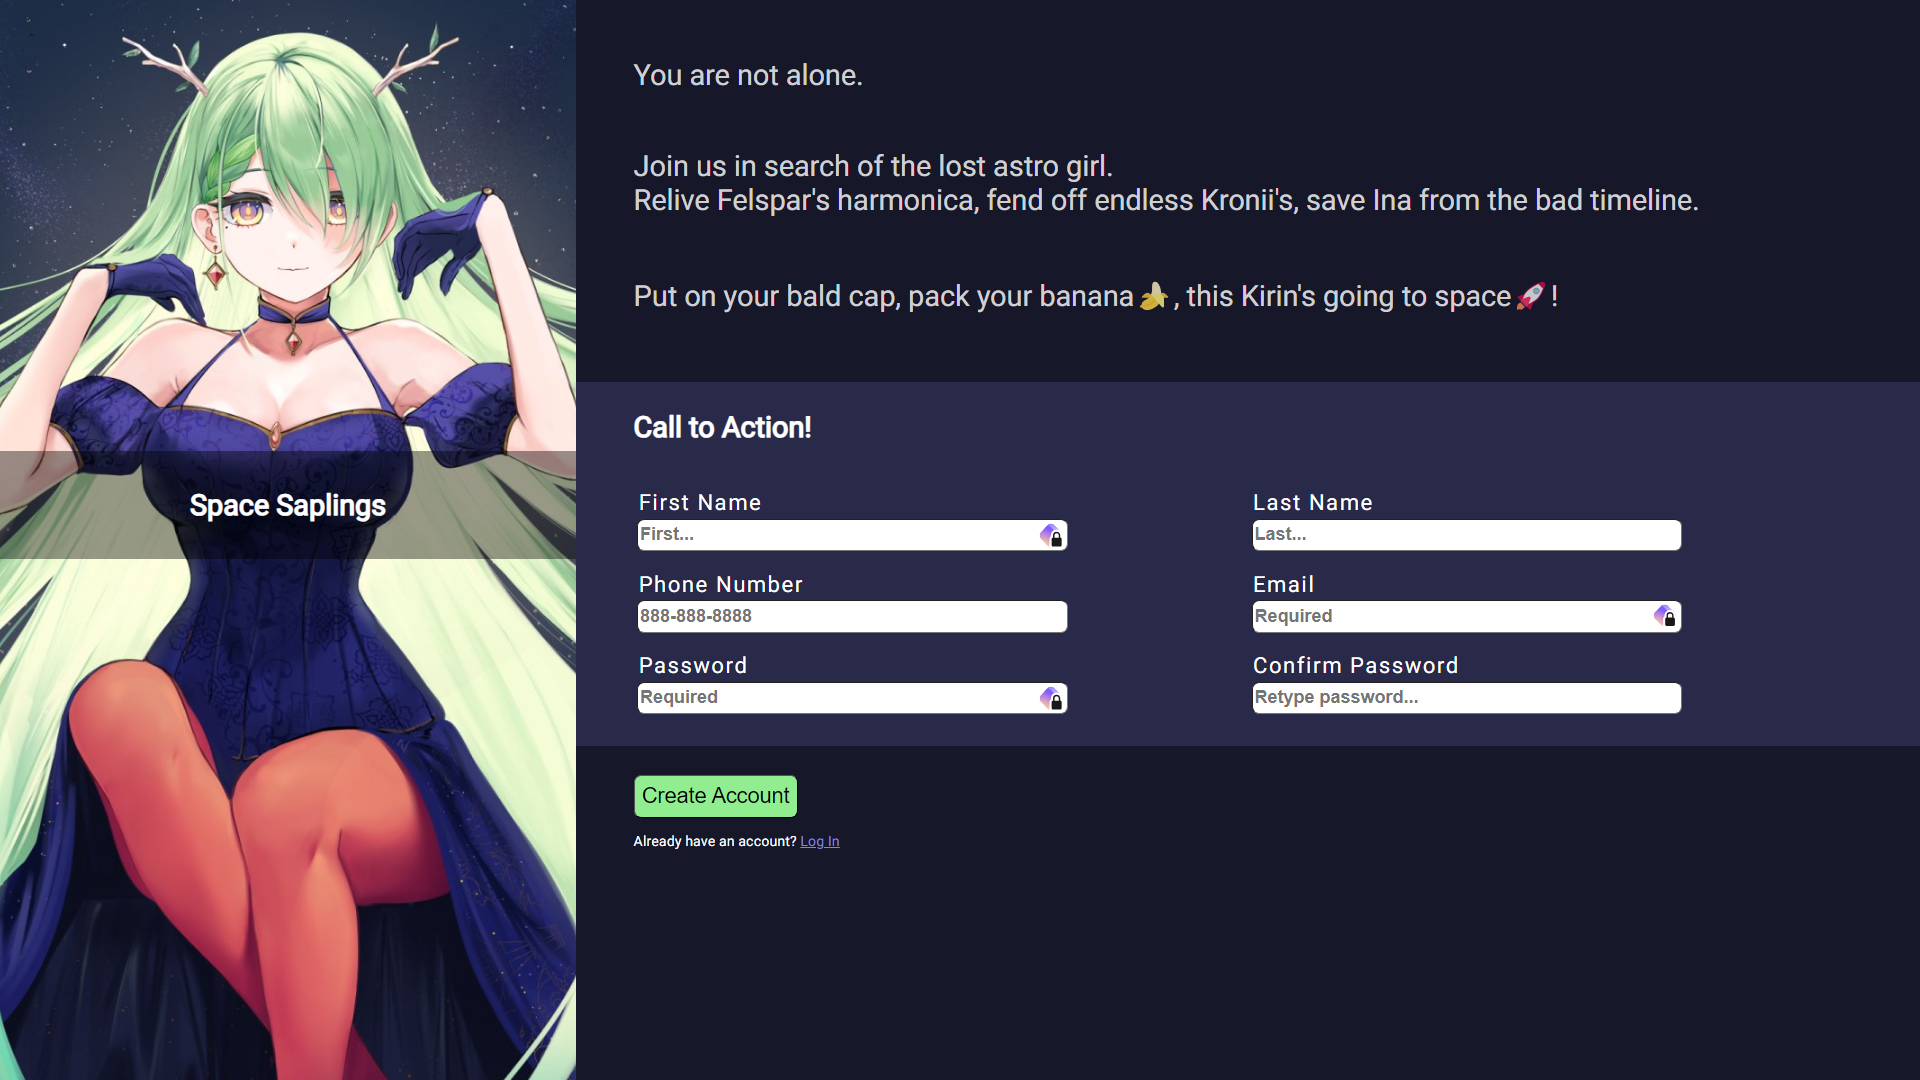 Space Saplings
You are not alone.
Join us in search of the lost astro girl.
Relive Felspar's harmonica, fend off endless Kronii's, save Ina from the bad timeline.
Put on your bald cap, pack your banana🍌, this Kirin's going to space🚀!
Call to Action!
First Name
First...
Last Name
Last...
Phone Number
888-888-8888
Email
Required
Password
Required
Confirm Password
Retype password...
Create Account
Already have an account? Log In